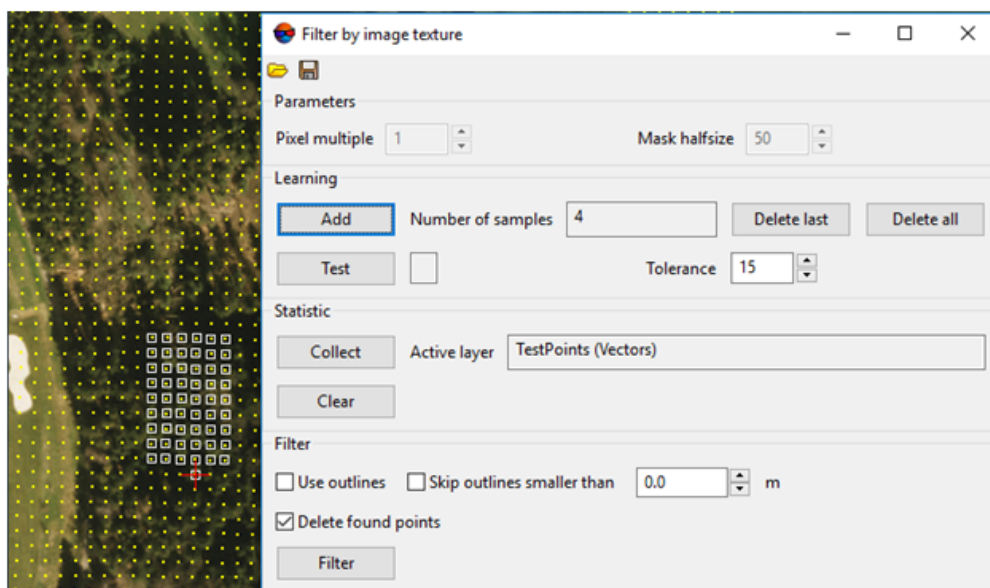 Filter by image texture
Parameters
Pixel multiple 1 Mask halfsize 50
Learning
Add Number of samples 4 Delete last Delete all
Test Tolerance 15
Statistic
Collect Active layer TestPoints (Vectors)
Clear
Filter
Use outlines Skip outlines smaller than 0.0 m
Delete found points
Filter